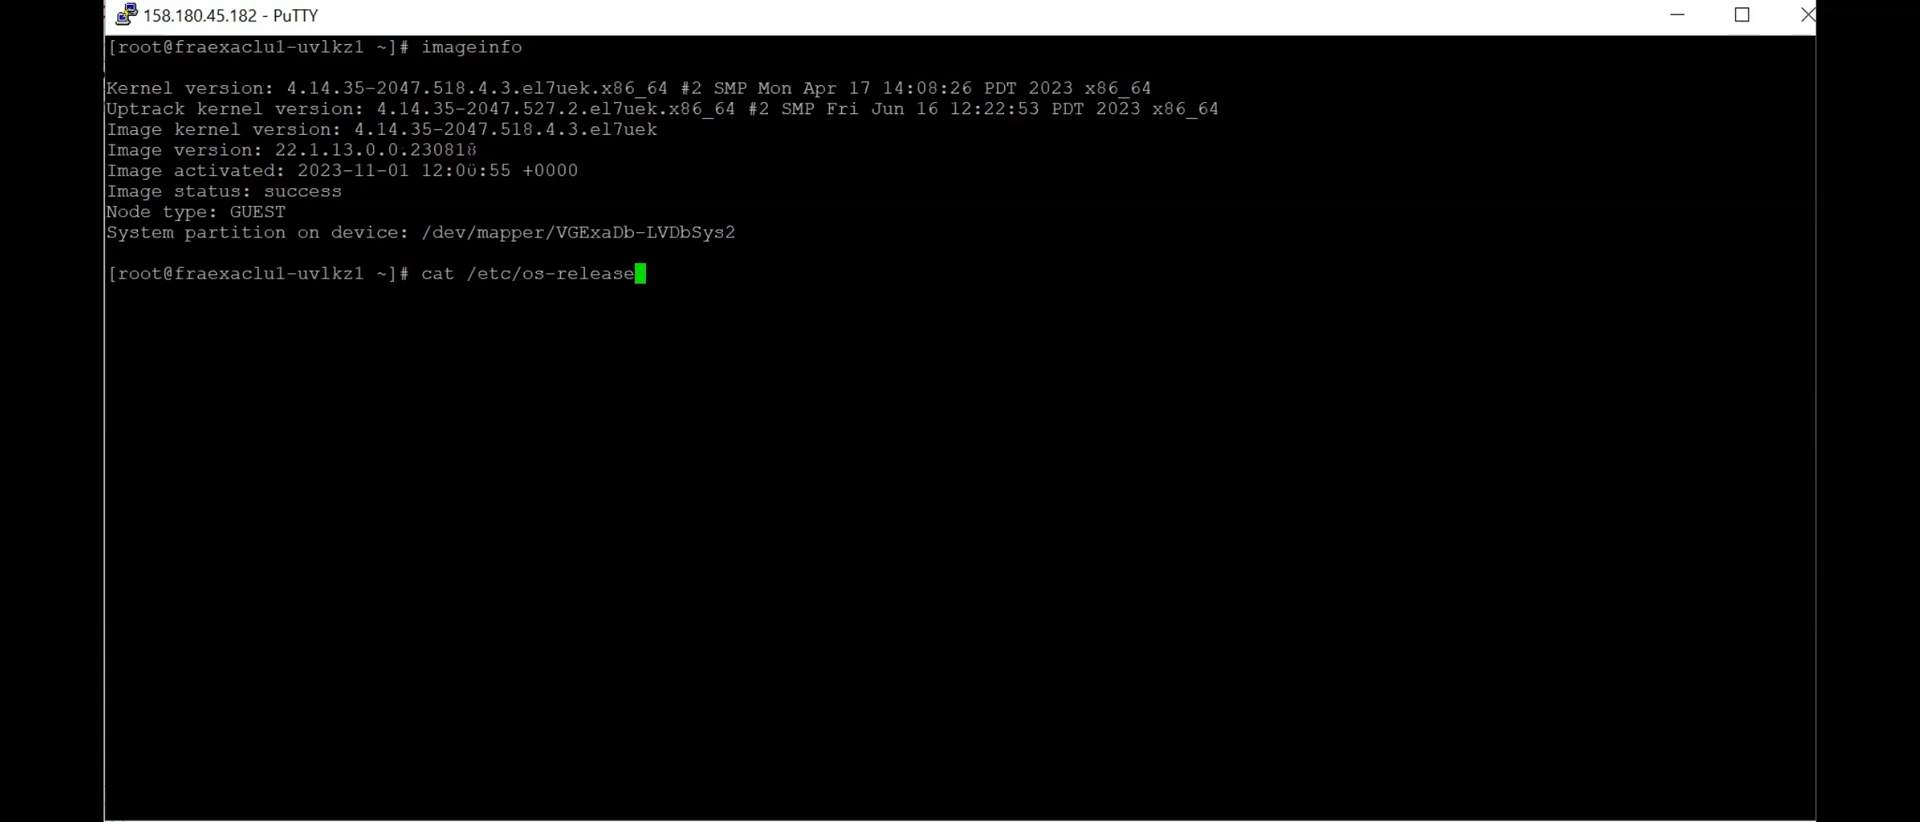 158.180.45.182 - PuTTY
[root@fraexaclu1-uvlkz1 ~]# imageinfo
Kernel version: 4.14.35-2047.518.4.3.el7uek.x86_64 #2 SMP Mon Apr 17 14:08:26 PDT 2023 x86_64
Uptrack kernel version: 4.14.35-2047.527.2.el7uek.x86_64 #2 SMP Fri Jun 16 12:22:53 PDT 2023 x86_64
Image kernel version: 4.14.35-2047.518.4.3.el7uek
Image version: 22.1.13.0.0.230818
Image activated: 2023-11-01 12:00:55 +0000
Image status: success
Node type: GUEST
System partition on device: /dev/mapper/VGExaDb-LVDbSys2
[root@fraexaclu1-uvlkz1 ~]# cat /etc/os-release